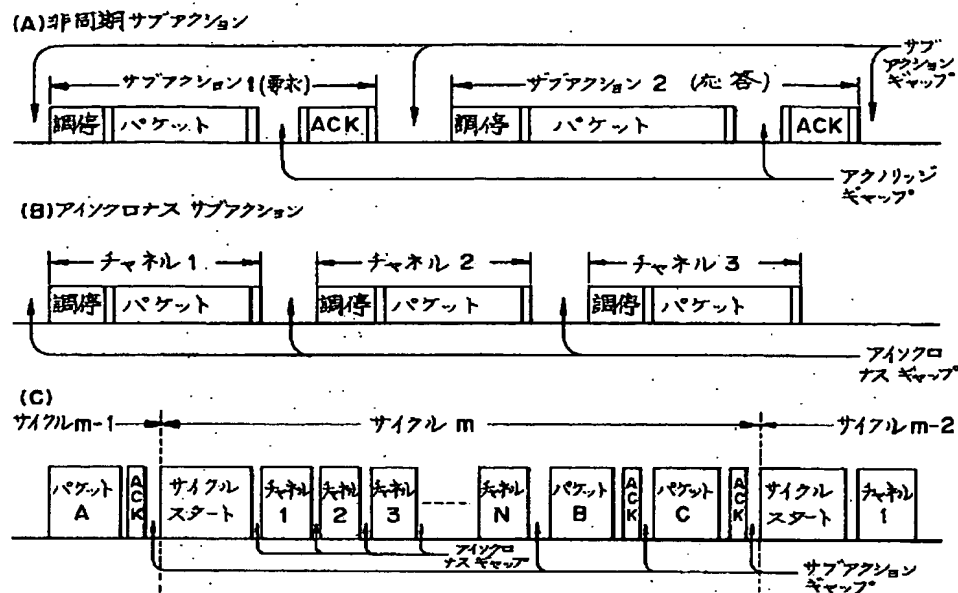 (A)非同期サブアクション
サブ
アクション
ギャップ
サブアクション1(要求)
サブアクション 2 (応答)
調停 パケット ACK 調停 パケット ACK
アクノリッジ
ギャップ
(B)アイソクロナス サブアクション
チャネル 1 チャネル 2 チャネル 3
調停 パケット 調停 パケット 調停 パケット
アイソクロ
ナス ギャップ
(C)
サイクルm-1 サイクル m サイクル m-2
パケット
A
ACK
サイクル
スタート
チャネル
1
チャネル
2
チャネル
3
チャネル
N
パケット
B
ACK
パケット
C
ACK
サイクル
スタート
チャネル
1
アイソクロ
ナスギャップ
サブアクション
ギャップ